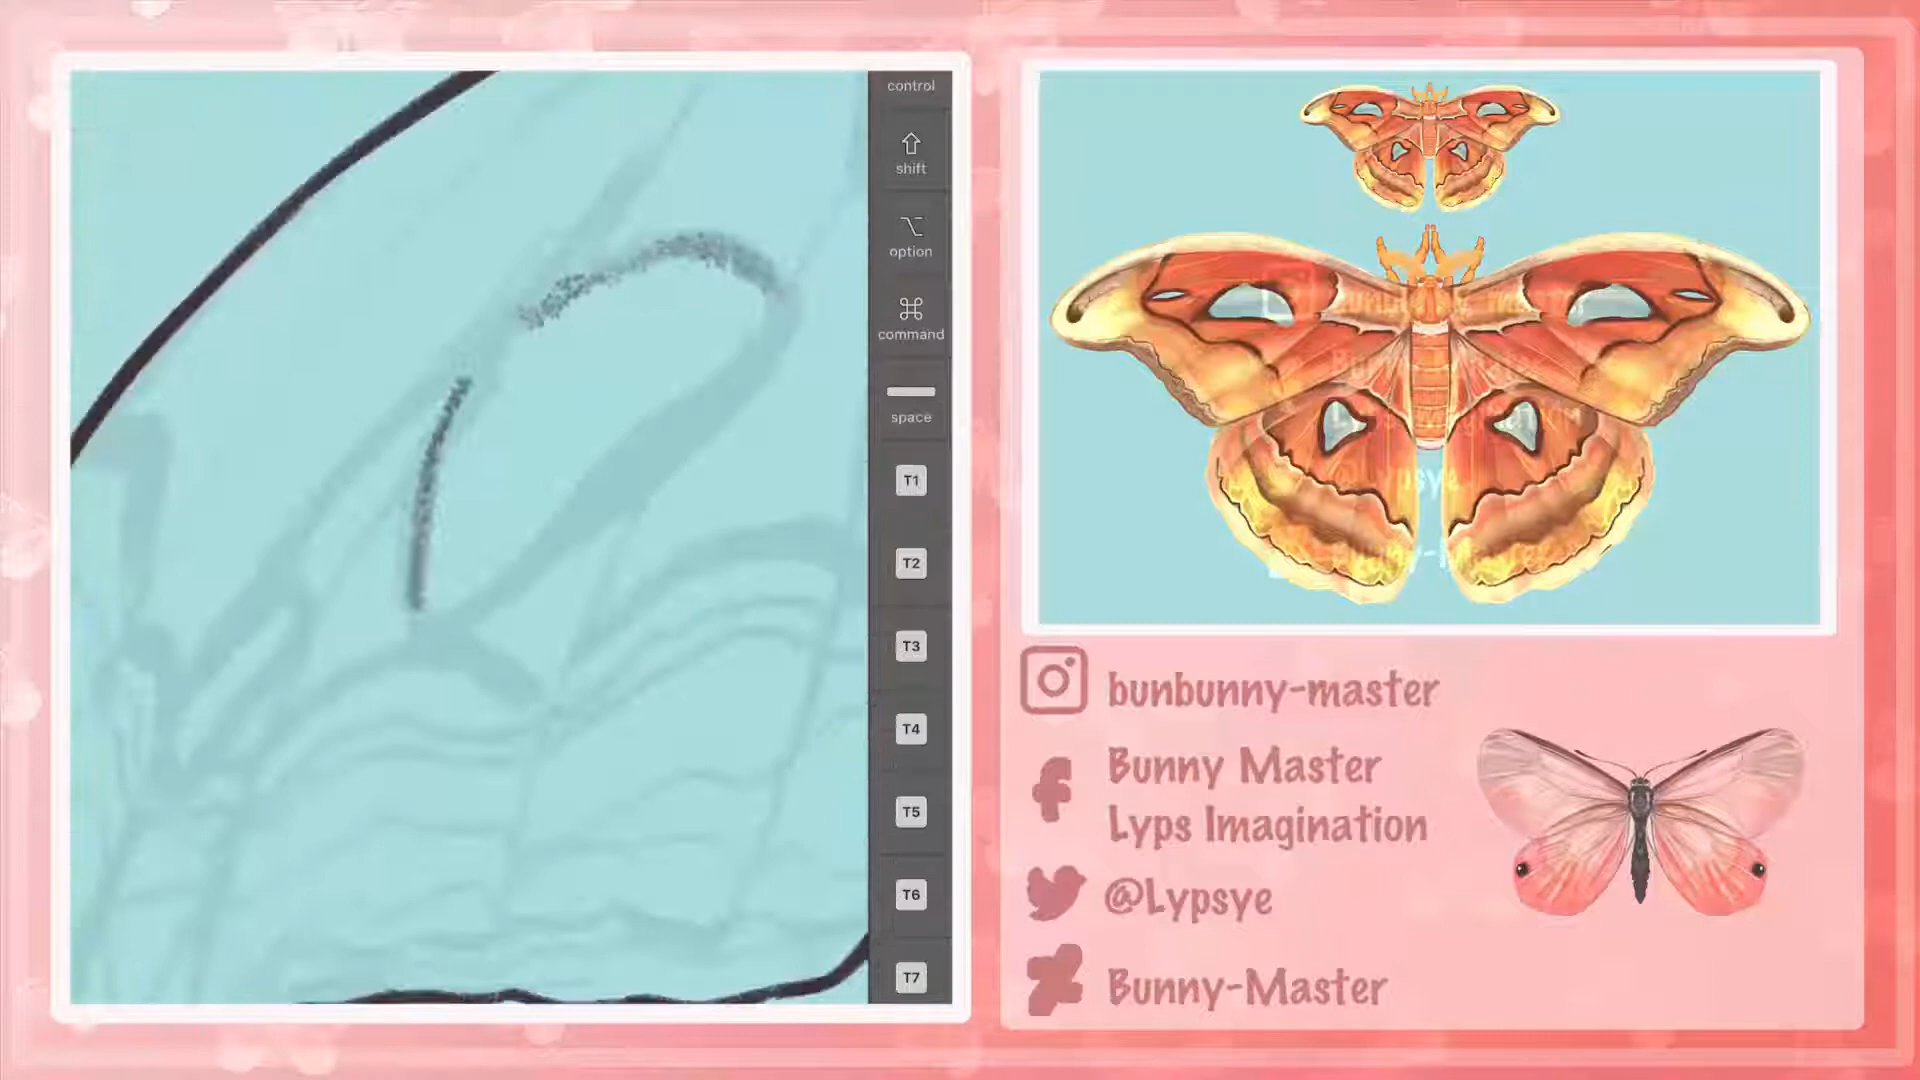 control
shift
option
command
space
T1
T2
T3
T4
T5
T6
T7
bunbunny-master
Bunny Master
Lyps Imagination
@Lypsye
Bunny-Master